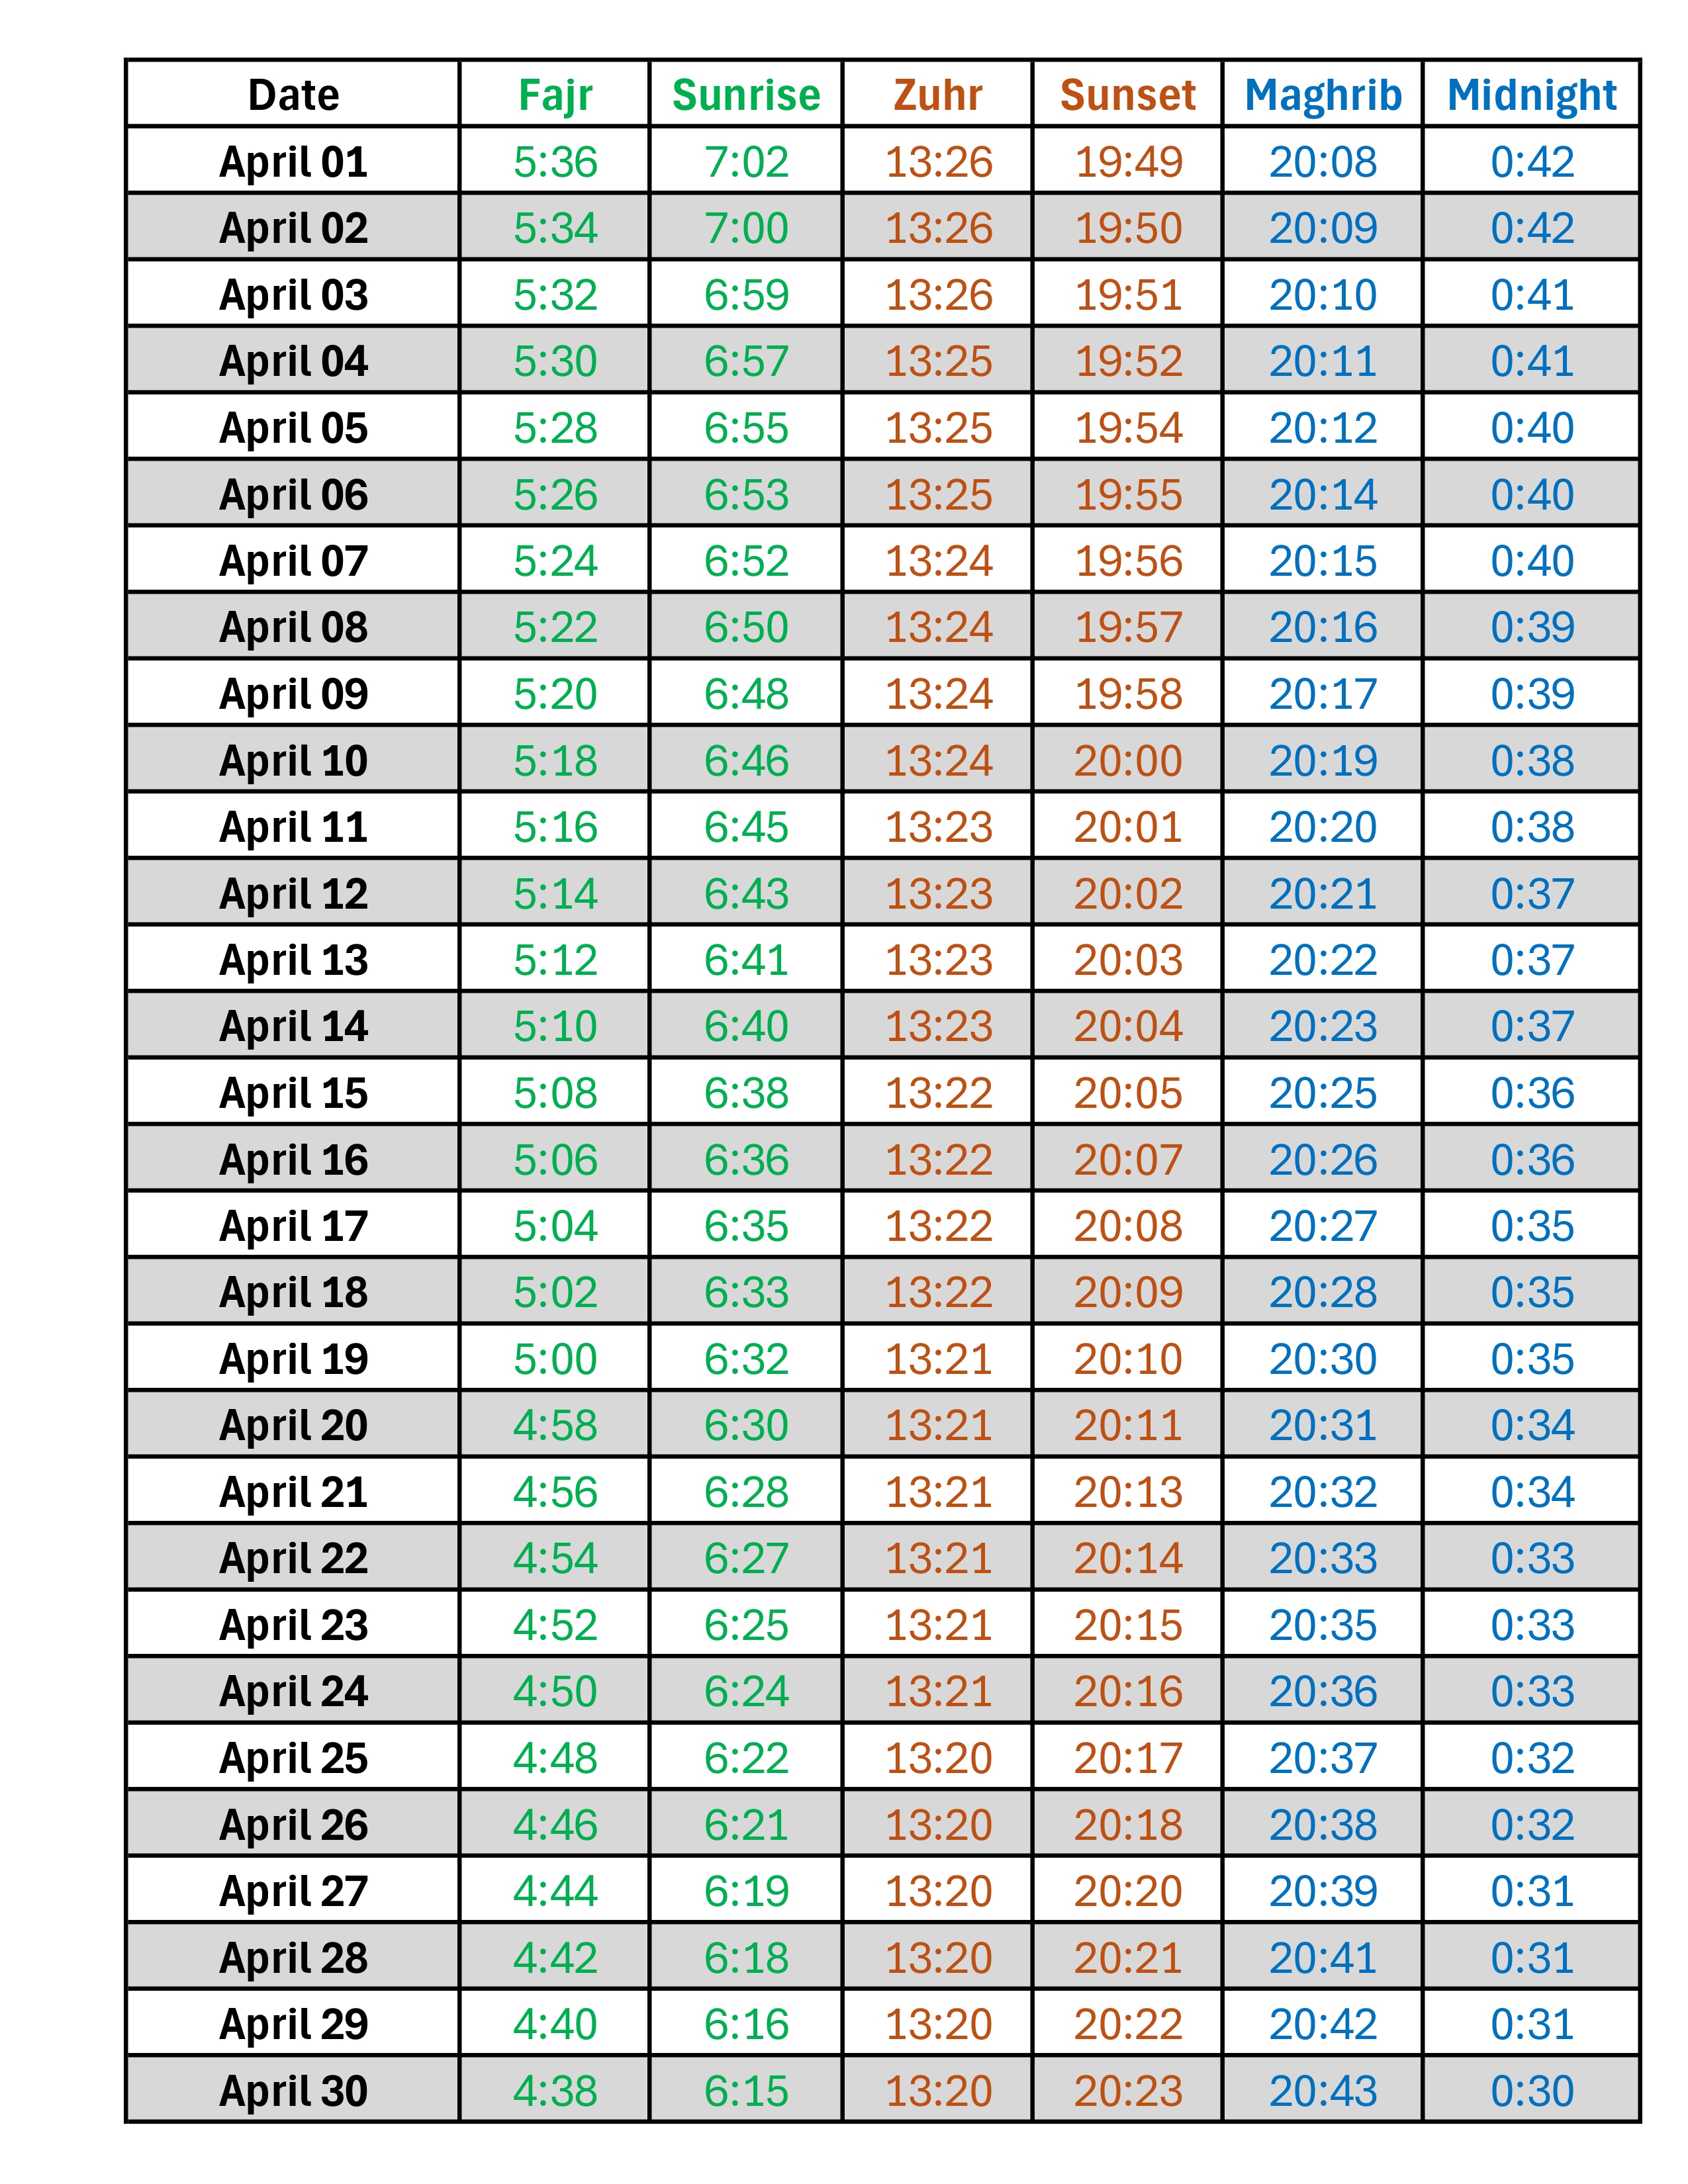 Date Fajr Sunrise Zuhr Sunset Maghrib Midnight
April 01 5:36 7:02 13:26 19:49 20:08 0:42
April 02 5:34 7:00 13:26 19:50 20:09 0:42
April 03 5:32 6:59 13:26 19:51 20:10 0:41
April 04 5:30 6:57 13:25 19:52 20:11 0:41
April 05 5:28 6:55 13:25 19:54 20:12 0:40
April 06 5:26 6:53 13:25 19:55 20:14 0:40
April 07 5:24 6:52 13:24 19:56 20:15 0:40
April 08 5:22 6:50 13:24 19:57 20:16 0:39
April 09 5:20 6:48 13:24 19:58 20:17 0:39
April 10 5:18 6:46 13:24 20:00 20:19 0:38
April 11 5:16 6:45 13:23 20:01 20:20 0:38
April 12 5:14 6:43 13:23 20:02 20:21 0:37
April 13 5:12 6:41 13:23 20:03 20:22 0:37
April 14 5:10 6:40 13:23 20:04 20:23 0:37
April 15 5:08 6:38 13:22 20:05 20:25 0:36
April 16 5:06 6:36 13:22 20:07 20:26 0:36
April 17 5:04 6:35 13:22 20:08 20:27 0:35
April 18 5:02 6:33 13:22 20:09 20:28 0:35
April 19 5:00 6:32 13:21 20:10 20:30 0:35
April 20 4:58 6:30 13:21 20:11 20:31 0:34
April 21 4:56 6:28 13:21 20:13 20:32 0:34
April 22 4:54 6:27 13:21 20:14 20:33 0:33
April 23 4:52 6:25 13:21 20:15 20:35 0:33
April 24 4:50 6:24 13:21 20:16 20:36 0:33
April 25 4:48 6:22 13:20 20:17 20:37 0:32
April 26 4:46 6:21 13:20 20:18 20:38 0:32
April 27 4:44 6:19 13:20 20:20 20:39 0:31
April 28 4:42 6:18 13:20 20:21 20:41 0:31
April 29 4:40 6:16 13:20 20:22 20:42 0:31
April 30 4:38 6:15 13:20 20:23 20:43 0:30